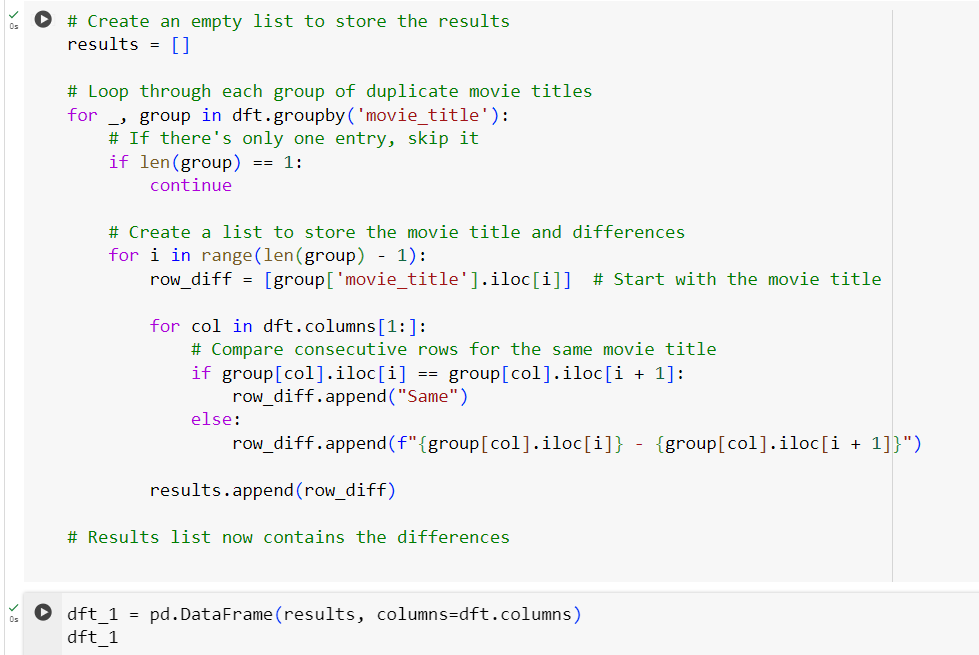 0s
# Create an empty list to store the results
results = []
# Loop through each group of duplicate movie titles
for _, group in dft.groupby('movie_title'):
    # If there's only one entry, skip it
    if len(group) == 1:
        continue
    # Create a list to store the movie title and differences
    for i in range(len(group) - 1):
        row_diff = [group['movie_title'].iloc[i]]  # Start with the movie title
        for col in dft.columns[1:]:
            # Compare consecutive rows for the same movie title
            if group[col].iloc[i] == group[col].iloc[i + 1]:
                row_diff.append("Same")
            else:
                row_diff.append(f"{group[col].iloc[i]} - {group[col].iloc[i + 1]}")
        results.append(row_diff)
# Results list now contains the differences
0s
dft_1 = pd.DataFrame(results, columns=dft.columns)
dft_1